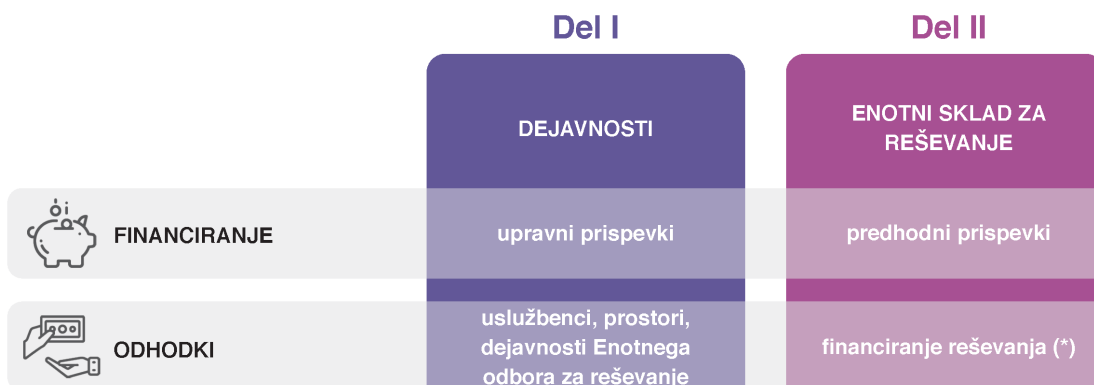 Del I
Del II
DEJAVNOSTI
ENOTNI SKLAD ZA
REŠEVANJE
FINANCIRANJE
upravni prispevki
predhodni prispevki
ODHODKI
uslužbenci, prostori,
dejavnosti Enotnega
odbora za reševanje
financiranje reševanja (*)